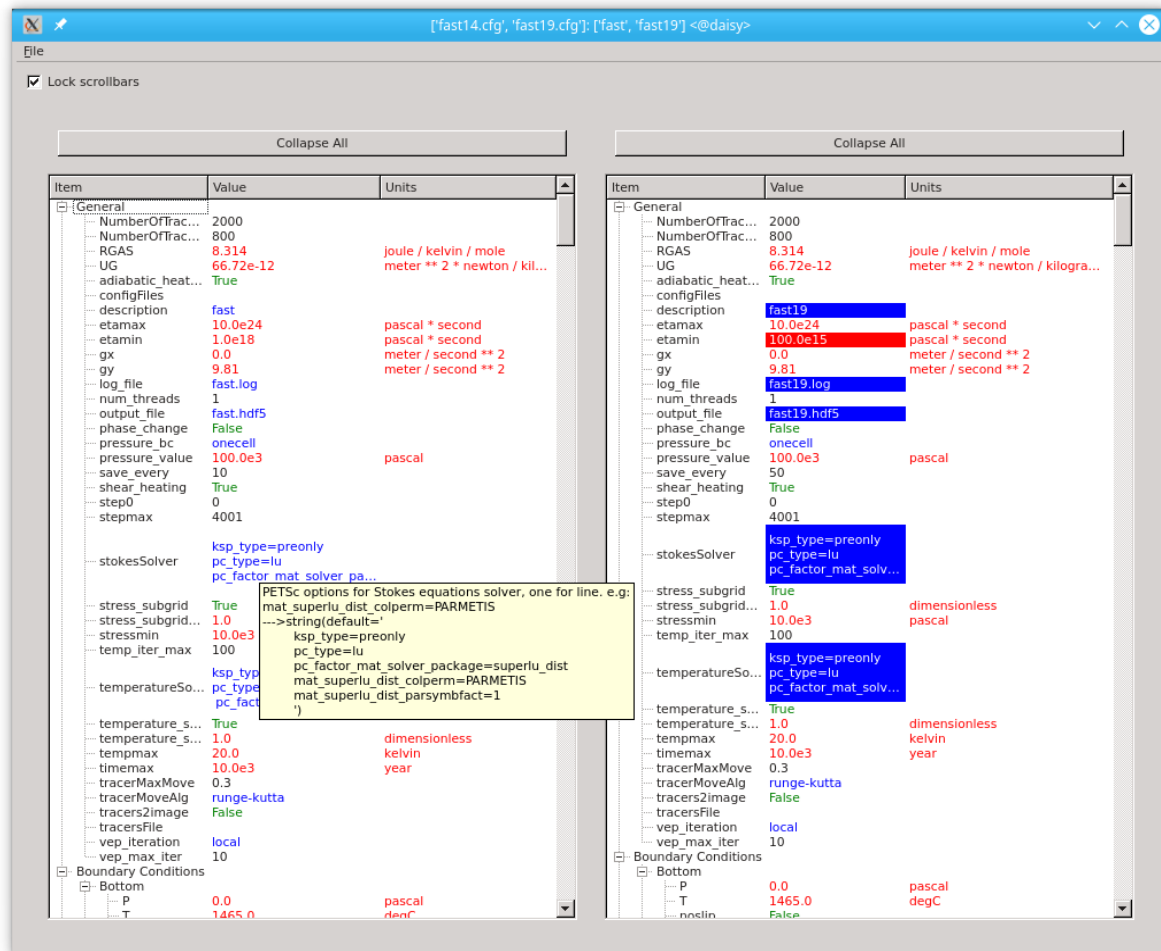 ['fast14.cfg', 'fast19.cfg']: ['fast', 'fast19'] <@daisy>
File
Lock scrollbars
Collapse All
Item Value Units
General
NumberOfTrac... 2000
NumberOfTrac... 800
RGAS 8.314 joule / kelvin / mole
UG 66.72e-12 meter ** 2 * newton / kil...
adiabatic_heat... True
configFiles
description fast
etamax 10.0e24 pascal * second
etamin 1.0e18 pascal * second
gx 0.0 meter / second ** 2
gy 9.81 meter / second ** 2
log_file fast.log
num_threads 1
output_file fast.hdf5
phase_change False
pressure_bc onecell
pressure_value 100.0e3 pascal
save_every 10
shear_heating True
step0 0
stepmax 4001
ksp_type=preonly
stokesSolver pc_type=lu
pc_factor_mat_solver_pa...
stress_subgrid True
stress_subgrid... 1.0
stressmin 10.0e3
temp_iter_max 100
ksp_typ
temperatureSo... pc_type
pc_fact
temperature_s... True
temperature_s... 1.0 dimensionless
tempmax 20.0 kelvin
timemax 10.0e3 year
tracerMaxMove 0.3
tracerMoveAlg runge-kutta
tracers2image False
tracersFile
vep_iteration local
vep_max_iter 10
Boundary Conditions
Bottom
P 0.0 pascal
T 1465.0 degC
PETSc options for Stokes equations solver, one for line. e.g:
mat_superlu_dist_colperm=PARMETIS
--->string(default='
ksp_type=preonly
pc_type=lu
pc_factor_mat_solver_package=superlu_dist
mat_superlu_dist_colperm=PARMETIS
mat_superlu_dist_parsymbfact=1
')
Collapse All
Item Value Units
General
NumberOfTrac... 2000
NumberOfTrac... 800
RGAS 8.314 joule / kelvin / mole
UG 66.72e-12 meter ** 2 * newton / kilogra...
adiabatic_heat... True
configFiles
description fast19
etamax 10.0e24 pascal * second
etamin 100.0e15 pascal * second
gx 0.0 meter / second ** 2
gy 9.81 meter / second ** 2
log_file fast19.log
num_threads 1
output_file fast19.hdf5
phase_change False
pressure_bc onecell
pressure_value 100.0e3 pascal
save_every 50
shear_heating True
step0 0
stepmax 4001
ksp_type=preonly
stokesSolver pc_type=lu
pc_factor_mat_solv...
stress_subgrid True
stress_subgrid... 1.0 dimensionless
stressmin 10.0e3 pascal
temp_iter_max 100
ksp_type=preonly
temperatureSo... pc_type=lu
pc_factor_mat_solv...
temperature_s... True
temperature_s... 1.0 dimensionless
tempmax 20.0 kelvin
timemax 10.0e3 year
tracerMaxMove 0.3
tracerMoveAlg runge-kutta
tracers2image False
tracersFile
vep_iteration local
vep_max_iter 10
Boundary Conditions
Bottom
P 0.0 pascal
T 1465.0 degC
noslip False